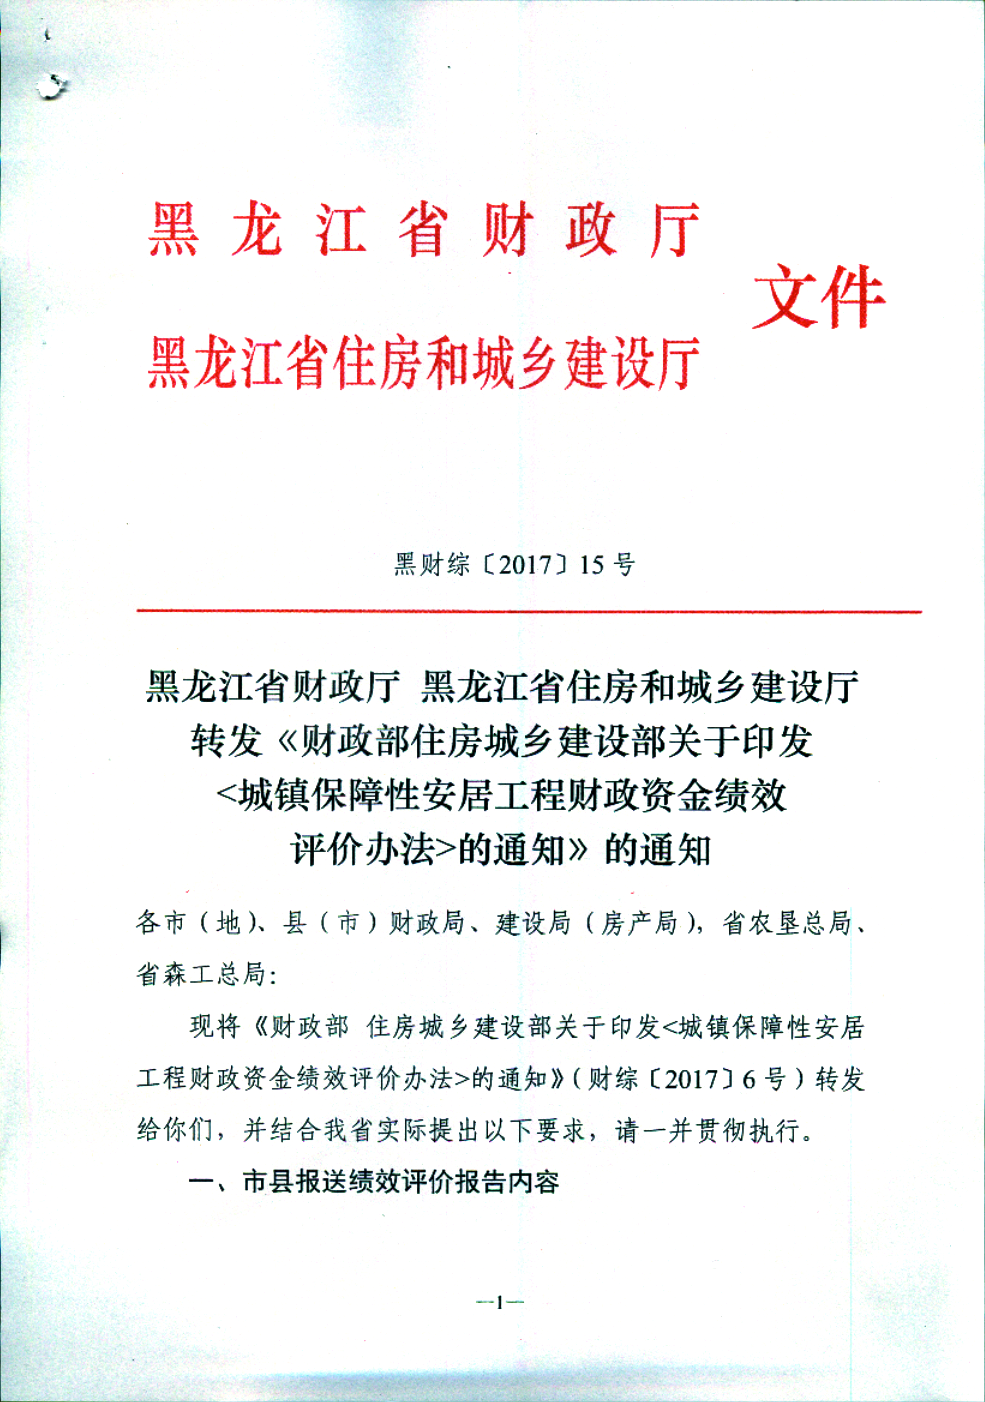 黑龙江省财政厅
文件
黑龙江省住房和城乡建设厅
黑财综〔2017〕15号
黑龙江省财政厅 黑龙江省住房和城乡建设厅
转发《财政部住房城乡建设部关于印发
<城镇保障性安居工程财政资金绩效
评价办法>的通知》的通知
各市（地）、县（市）财政局、建设局（房产局），省农垦总局、
省森工总局：
现将《财政部 住房城乡建设部关于印发<城镇保障性安居
工程财政资金绩效评价办法>的通知》（财综〔2017〕6号）转发
给你们，并结合我省实际提出以下要求，请一并贯彻执行。
一、市县报送绩效评价报告内容
—1—